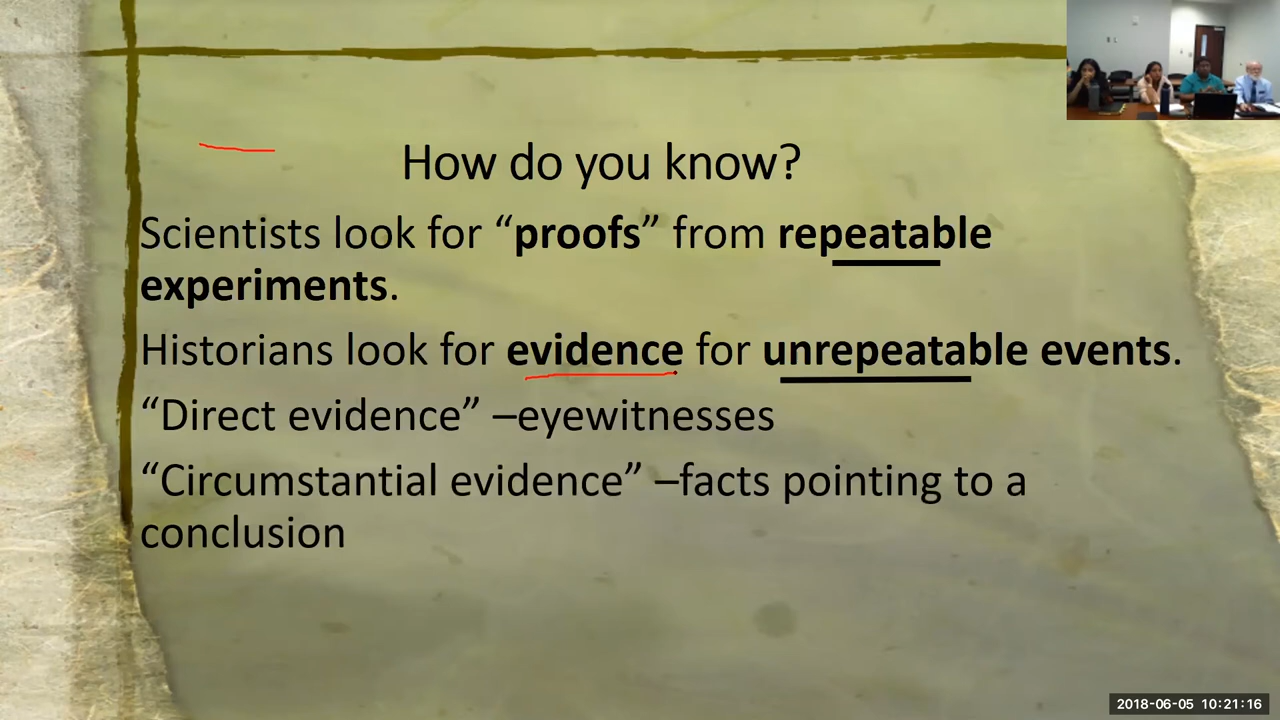 How do you know?
Scientists look for “proofs” from repeatable
experiments.
Historians look for evidence for unrepeatable events.
“Direct evidence” –eyewitnesses
“Circumstantial evidence” –facts pointing to a
conclusion
2018-06-05 10:21:16